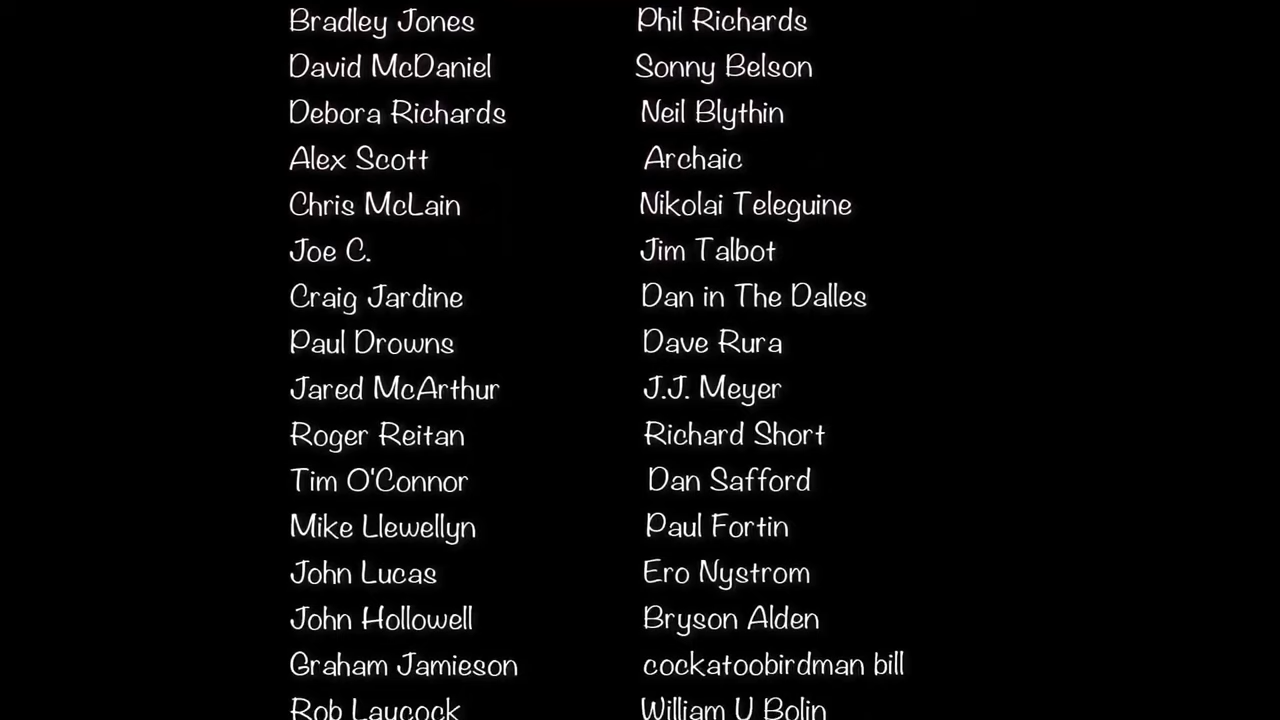 Bradley Jones Phil Richards
David McDaniel Sonny Belson
Debora Richards Neil Blythin
Alex Scott Archaic
Chris McLain Nikolai Teleguine
Joe C. Jim Talbot
Craig Jardine Dan in The Dalles
Paul Drowns Dave Rura
Jared McArthur J.J. Meyer
Roger Reitan Richard Short
Tim O'Connor Dan Safford
Mike Llewellyn Paul Fortin
John Lucas Ero Nystrom
John Hollowell Bryson Alden
Graham Jamieson cockatoobirdman bill
Rob Laycock William U Bolin